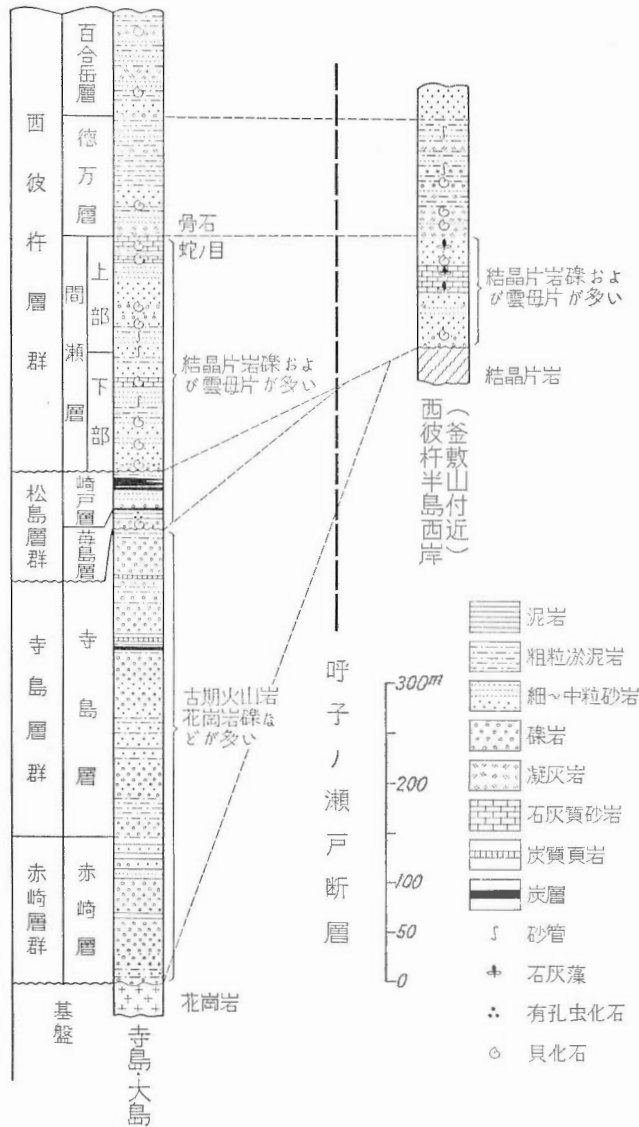 西彼杵層群
百合岳層
徳万層
間瀬層
上部
下部
松島層群
崎戸層
蛎島層
寺島層群
寺島層
赤崎層群
赤崎層
基盤
骨石
蛇ノ目
結晶片岩礫およ
び雲母片が多い
古期火山岩
花崗岩礫な
どが多い
花崗岩
寺島・大島
呼子ノ瀬戸断層
結晶片岩礫およ
び雲母片が多い
結晶片岩
(釜敷山付近)
西彼杵半島西岸
300m
200
100
50
0
泥岩
粗粒淤泥岩
細~中粒砂岩
礫岩
凝灰岩
石灰質砂岩
炭質頁岩
炭層
砂管
石灰藻
有孔虫化石
貝化石